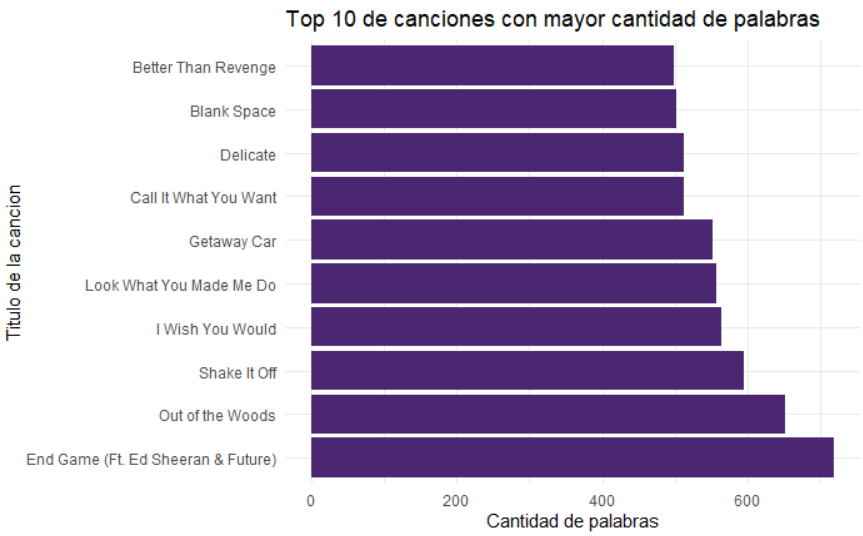 Top 10 de canciones con mayor cantidad de palabras
Better Than Revenge
Blank Space
Delicate
Call It What You Want
Getaway Car
Look What You Made Me Do
I Wish You Would
Shake It Off
Out of the Woods
End Game (Ft. Ed Sheeran & Future)
Titulo de la cancion
0 200 400 600
Cantidad de palabras